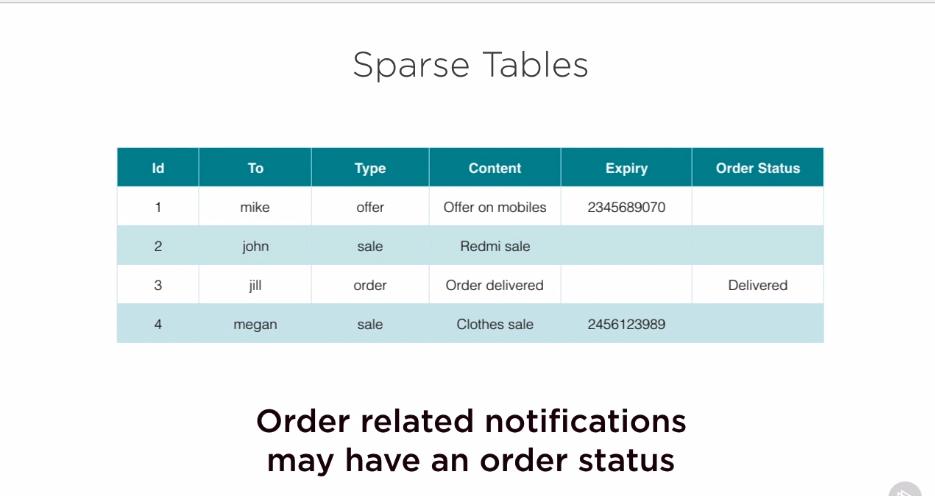 Sparse Tables
Id To Type Content Expiry Order Status
1 mike offer Offer on mobiles 2345689070
2 john sale Redmi sale
3 jill order Order delivered Delivered
4 megan sale Clothes sale 2456123989
Order related notifications
may have an order status